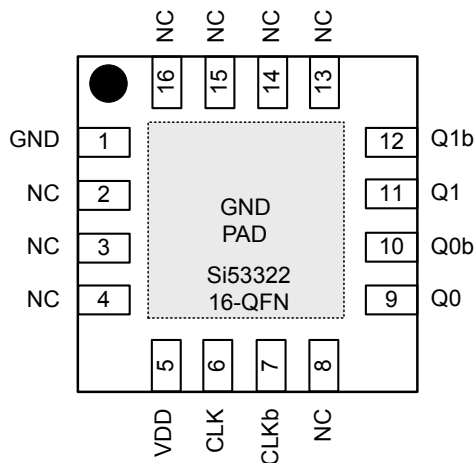 NC NC NC NC
16 15 14 13
GND 1 12 Q1b
NC 2 11 Q1
NC 3 10 Q0b
NC 4 9 Q0
GND
PAD
Si53322
16-QFN
5 6 7 8
VDD CLK CLKb NC